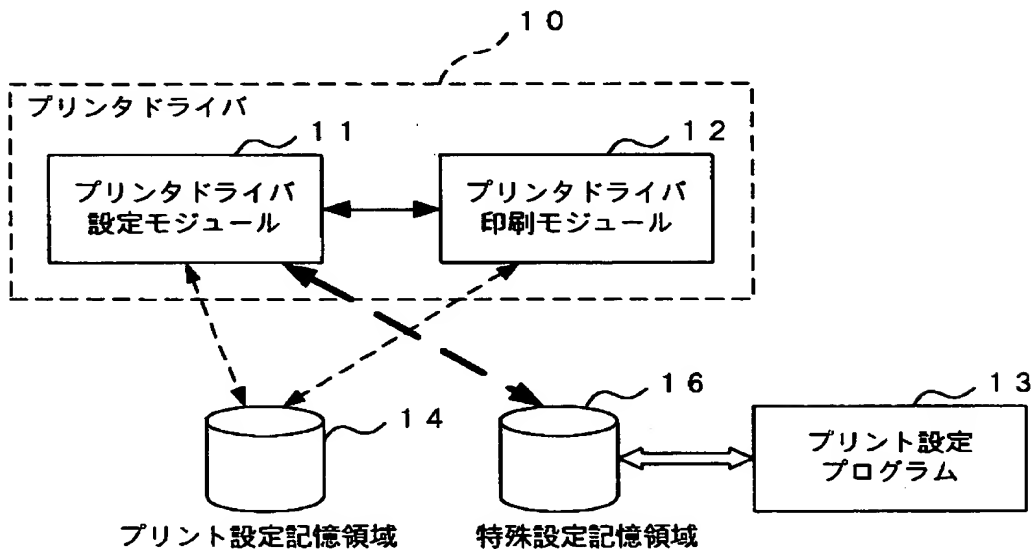 １０
プリンタドライバ
１１
１２
プリンタドライバ
設定モジュール
プリンタドライバ
印刷モジュール
１４
１６
１３
プリント設定
プログラム
プリント設定記憶領域
特殊設定記憶領域